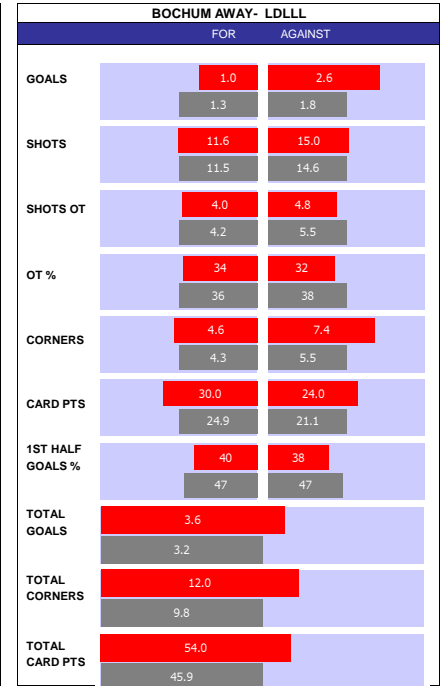 BOCHUM AWAY- LDLLL
FOR AGAINST
GOALS 1.0 2.6
1.3 1.8
SHOTS 11.6 15.0
11.5 14.6
SHOTS OT 4.0 4.8
4.2 5.5
OT % 34 32
36 38
CORNERS 4.6 7.4
4.3 5.5
CARD PTS 30.0 24.0
24.9 21.1
1ST HALF
GOALS % 40 38
47 47
TOTAL
GOALS 3.6
3.2
TOTAL
CORNERS 12.0
9.8
TOTAL
CARD PTS 54.0
45.9